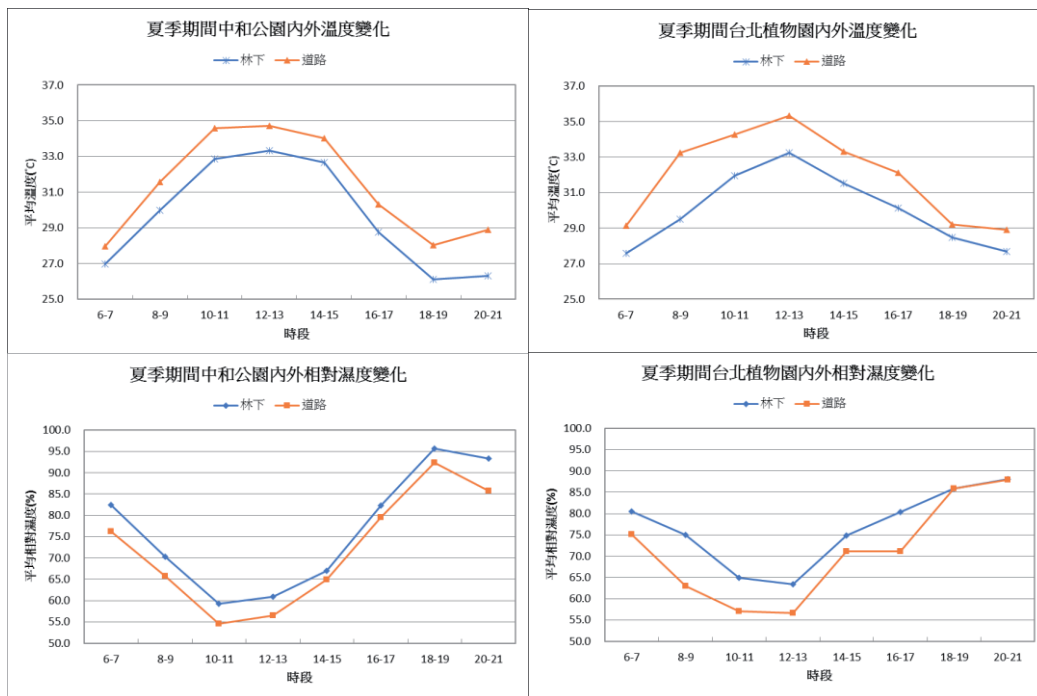 夏季期間中和公園內外溫度變化
林下 道路
平均溫度(℃)
37.0
35.0
33.0
31.0
29.0
27.0
25.0
6-7 8-9 10-11 12-13 14-15 16-17 18-19 20-21
時段
夏季期間台北植物園內外溫度變化
林下 道路
平均溫度(℃)
37.0
35.0
33.0
31.0
29.0
27.0
25.0
6-7 8-9 10-11 12-13 14-15 16-17 18-19 20-21
時段
夏季期間中和公園內外相對濕度變化
林下 道路
平均相對濕度(%)
100.0
95.0
90.0
85.0
80.0
75.0
70.0
65.0
60.0
55.0
50.0
6-7 8-9 10-11 12-13 14-15 16-17 18-19 20-21
時段
夏季期間台北植物園內外相對濕度變化
林下 道路
平均相對濕度(%)
100.0
95.0
90.0
85.0
80.0
75.0
70.0
65.0
60.0
55.0
50.0
6-7 8-9 10-11 12-13 14-15 16-17 18-19 20-21
時段